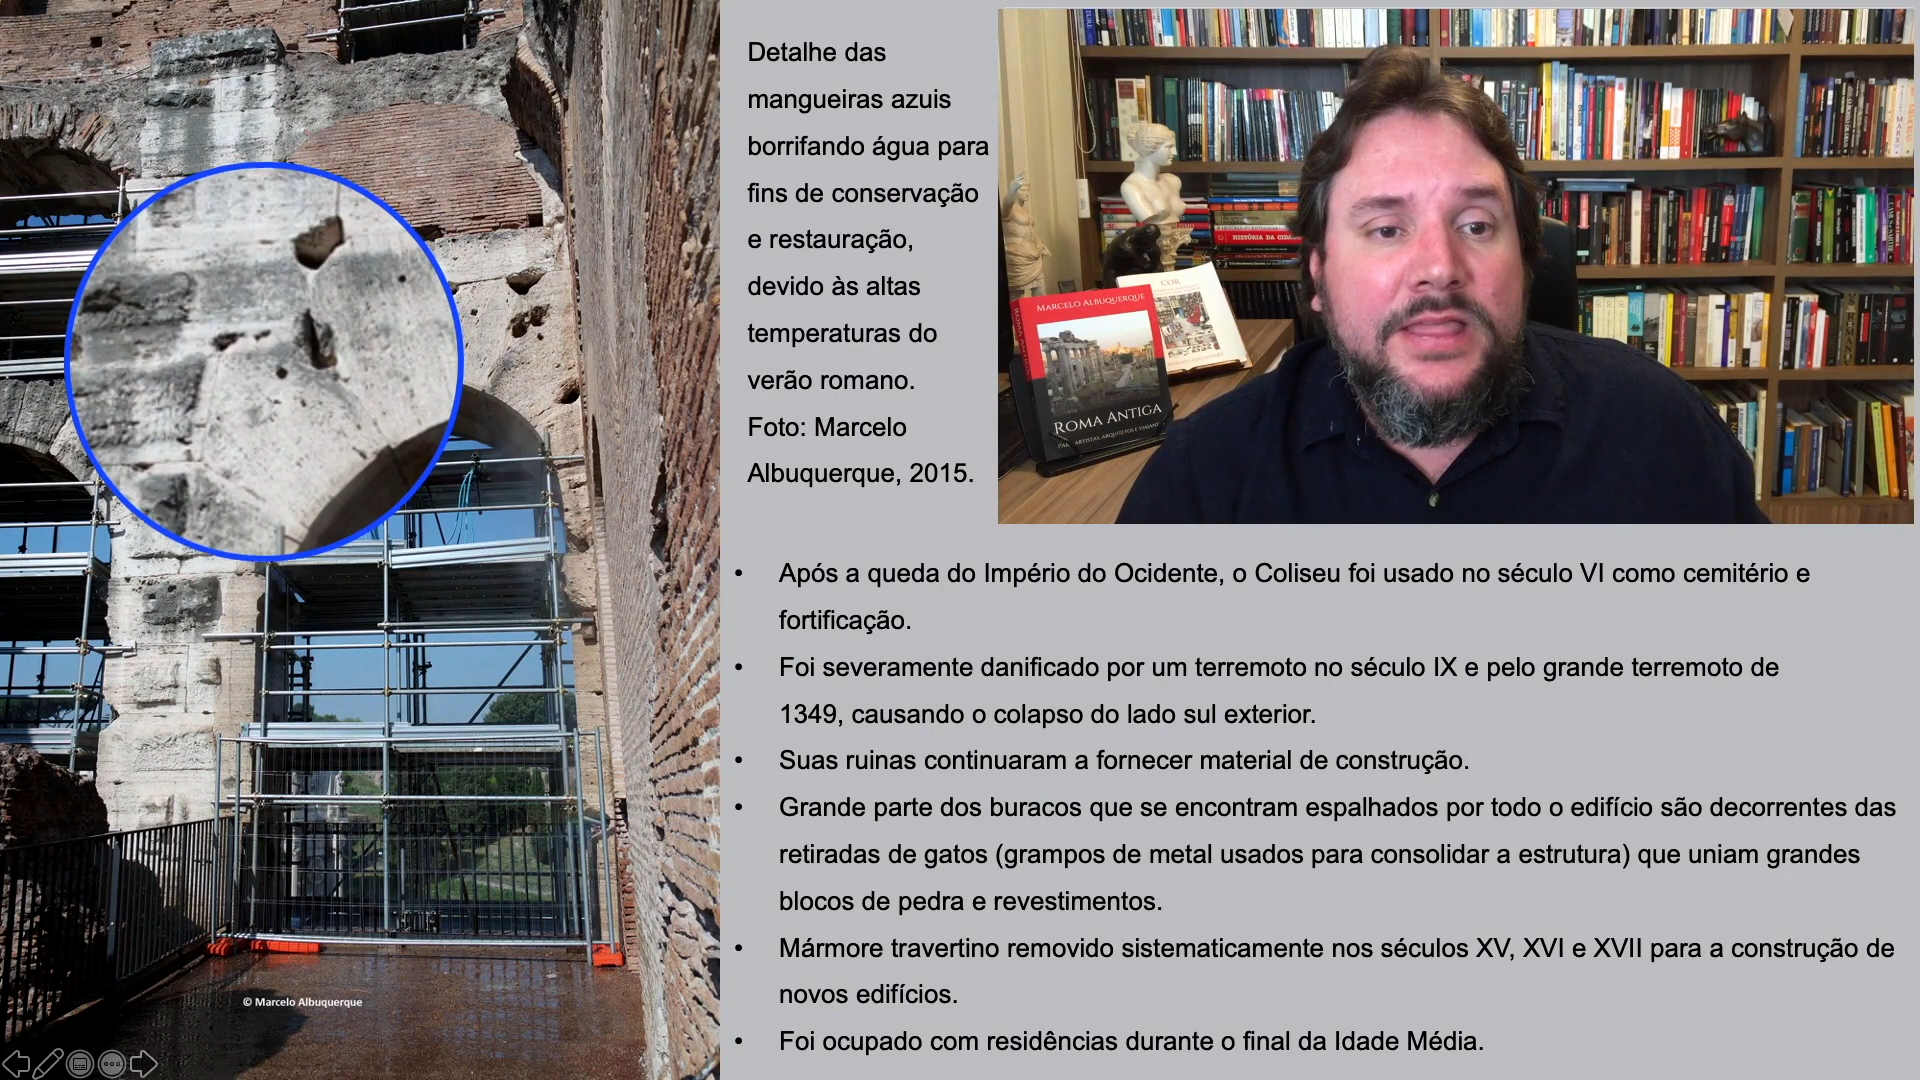 Detalhe das
mangueiras azuis
borrifando água para
fins de conservação
e restauração,
devido às altas
temperaturas do
verão romano.
Foto: Marcelo
Albuquerque, 2015.
HISTÓRIA DA CIDADE
Marcelo Albuquerque
COR
Roma Antiga
• Após a queda do Império do Ocidente, o Coliseu foi usado no século VI como cemitério e
fortificação.
• Foi severamente danificado por um terremoto no século IX e pelo grande terremoto de
1349, causando o colapso do lado sul exterior.
• Suas ruinas continuaram a fornecer material de construção.
• Grande parte dos buracos que se encontram espalhados por todo o edifício são decorrentes das
retiradas de gatos (grampos de metal usados para consolidar a estrutura) que uniam grandes
blocos de pedra e revestimentos.
• Mármore travertino removido sistematicamente nos séculos XV, XVI e XVII para a construção de
novos edifícios.
• Foi ocupado com residências durante o final da Idade Média.
© Marcelo Albuquerque